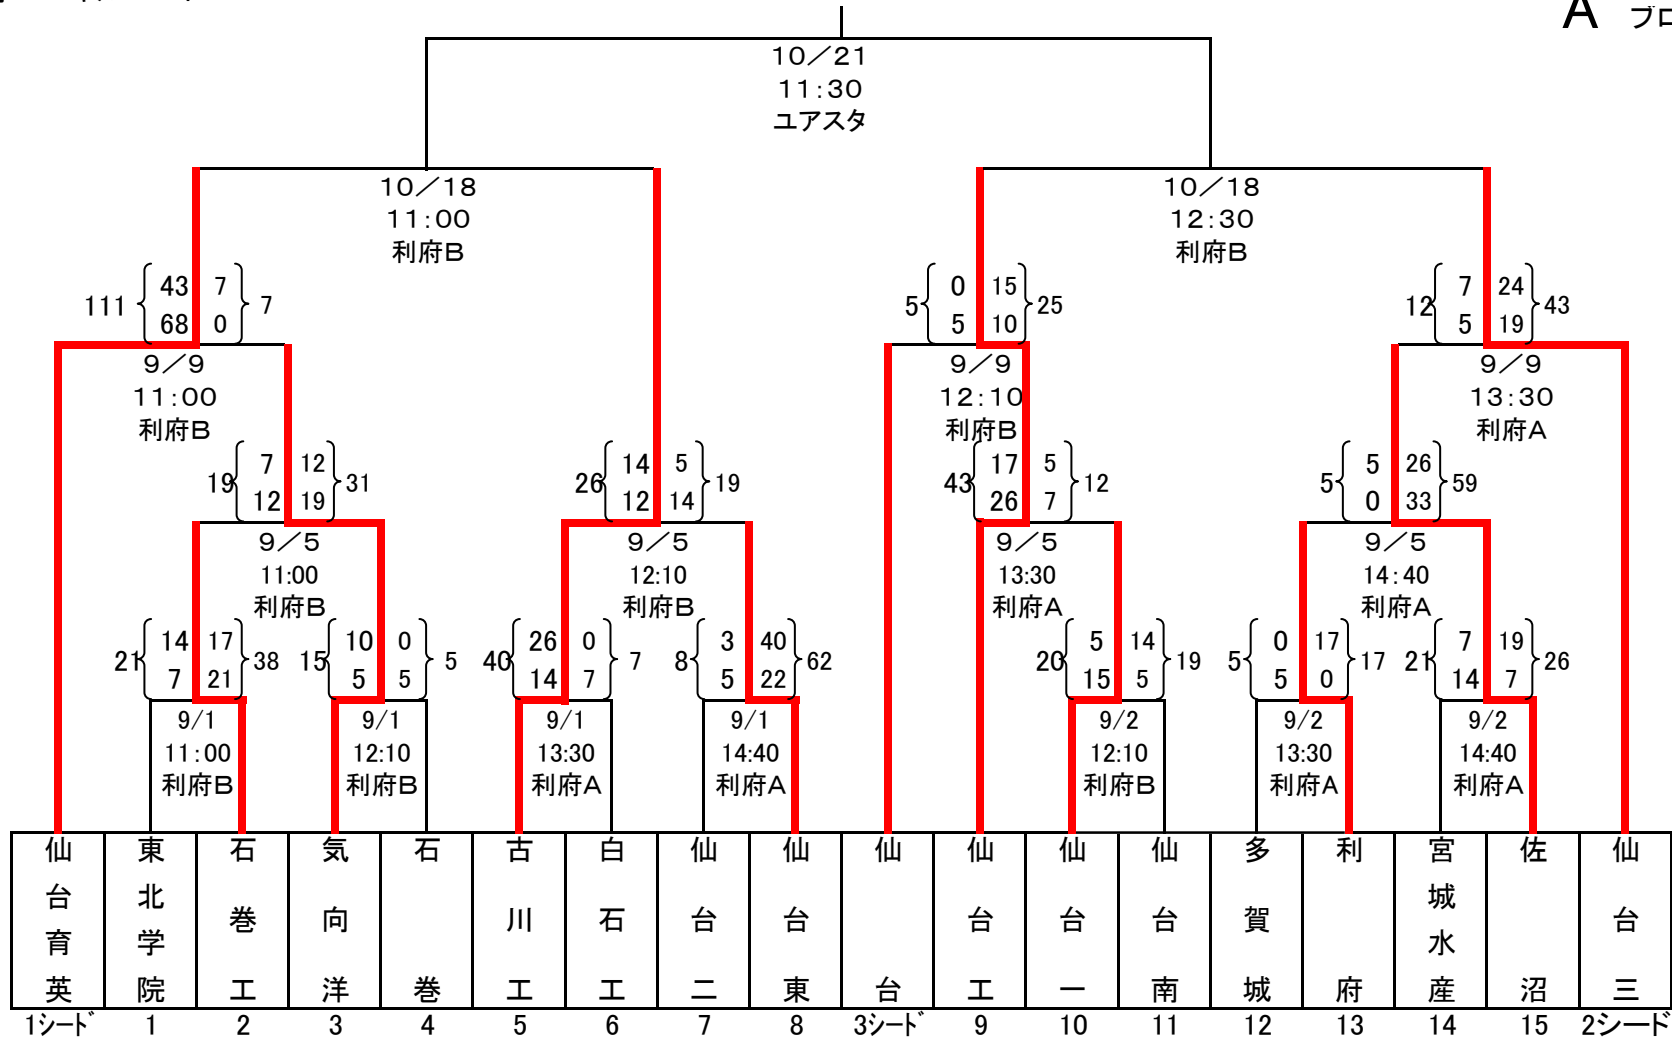 A ブロ
10／21
11：30
ユアスタ
10／18
11：00
利府B
10／18
12：30
利府B
111 43 7 7
68 0
5 0 15 25
5 10
12 7 24 43
5 19
9／9
11：00
利府B
9／9
12：10
利府B
9／9
13：30
利府A
19 7 12 31
12 19
26 14 5 19
12 14
43 17 5 12
26 7
5 5 26 59
0 33
9／5
11:00
利府B
9／5
12:10
利府B
9／5
13:30
利府A
9／5
14：40
利府A
21 14 17 38
7 21
15 10 0 5
5 5
40 26 0 7
14 7
8 3 40 62
5 22
20 5 14 19
15 5
5 0 17 17
5 0
21 7 19 26
14 7
9/1
11：00
利府B
9/1
12:10
利府B
9/1
13:30
利府A
9/1
14:40
利府A
9/2
12:10
利府B
9/2
13:30
利府A
9/2
14:40
利府A
仙台育英
東北学院
石巻工
気向洋
石巻
古川工
白石工
仙台二
仙台東
仙台
仙台工
仙台一
仙台南
多賀城
利府
宮城水産
佐沼
仙台三
1シード 1 2 3 4 5 6 7 8 3シード 9 10 11 12 13 14 15 2シード